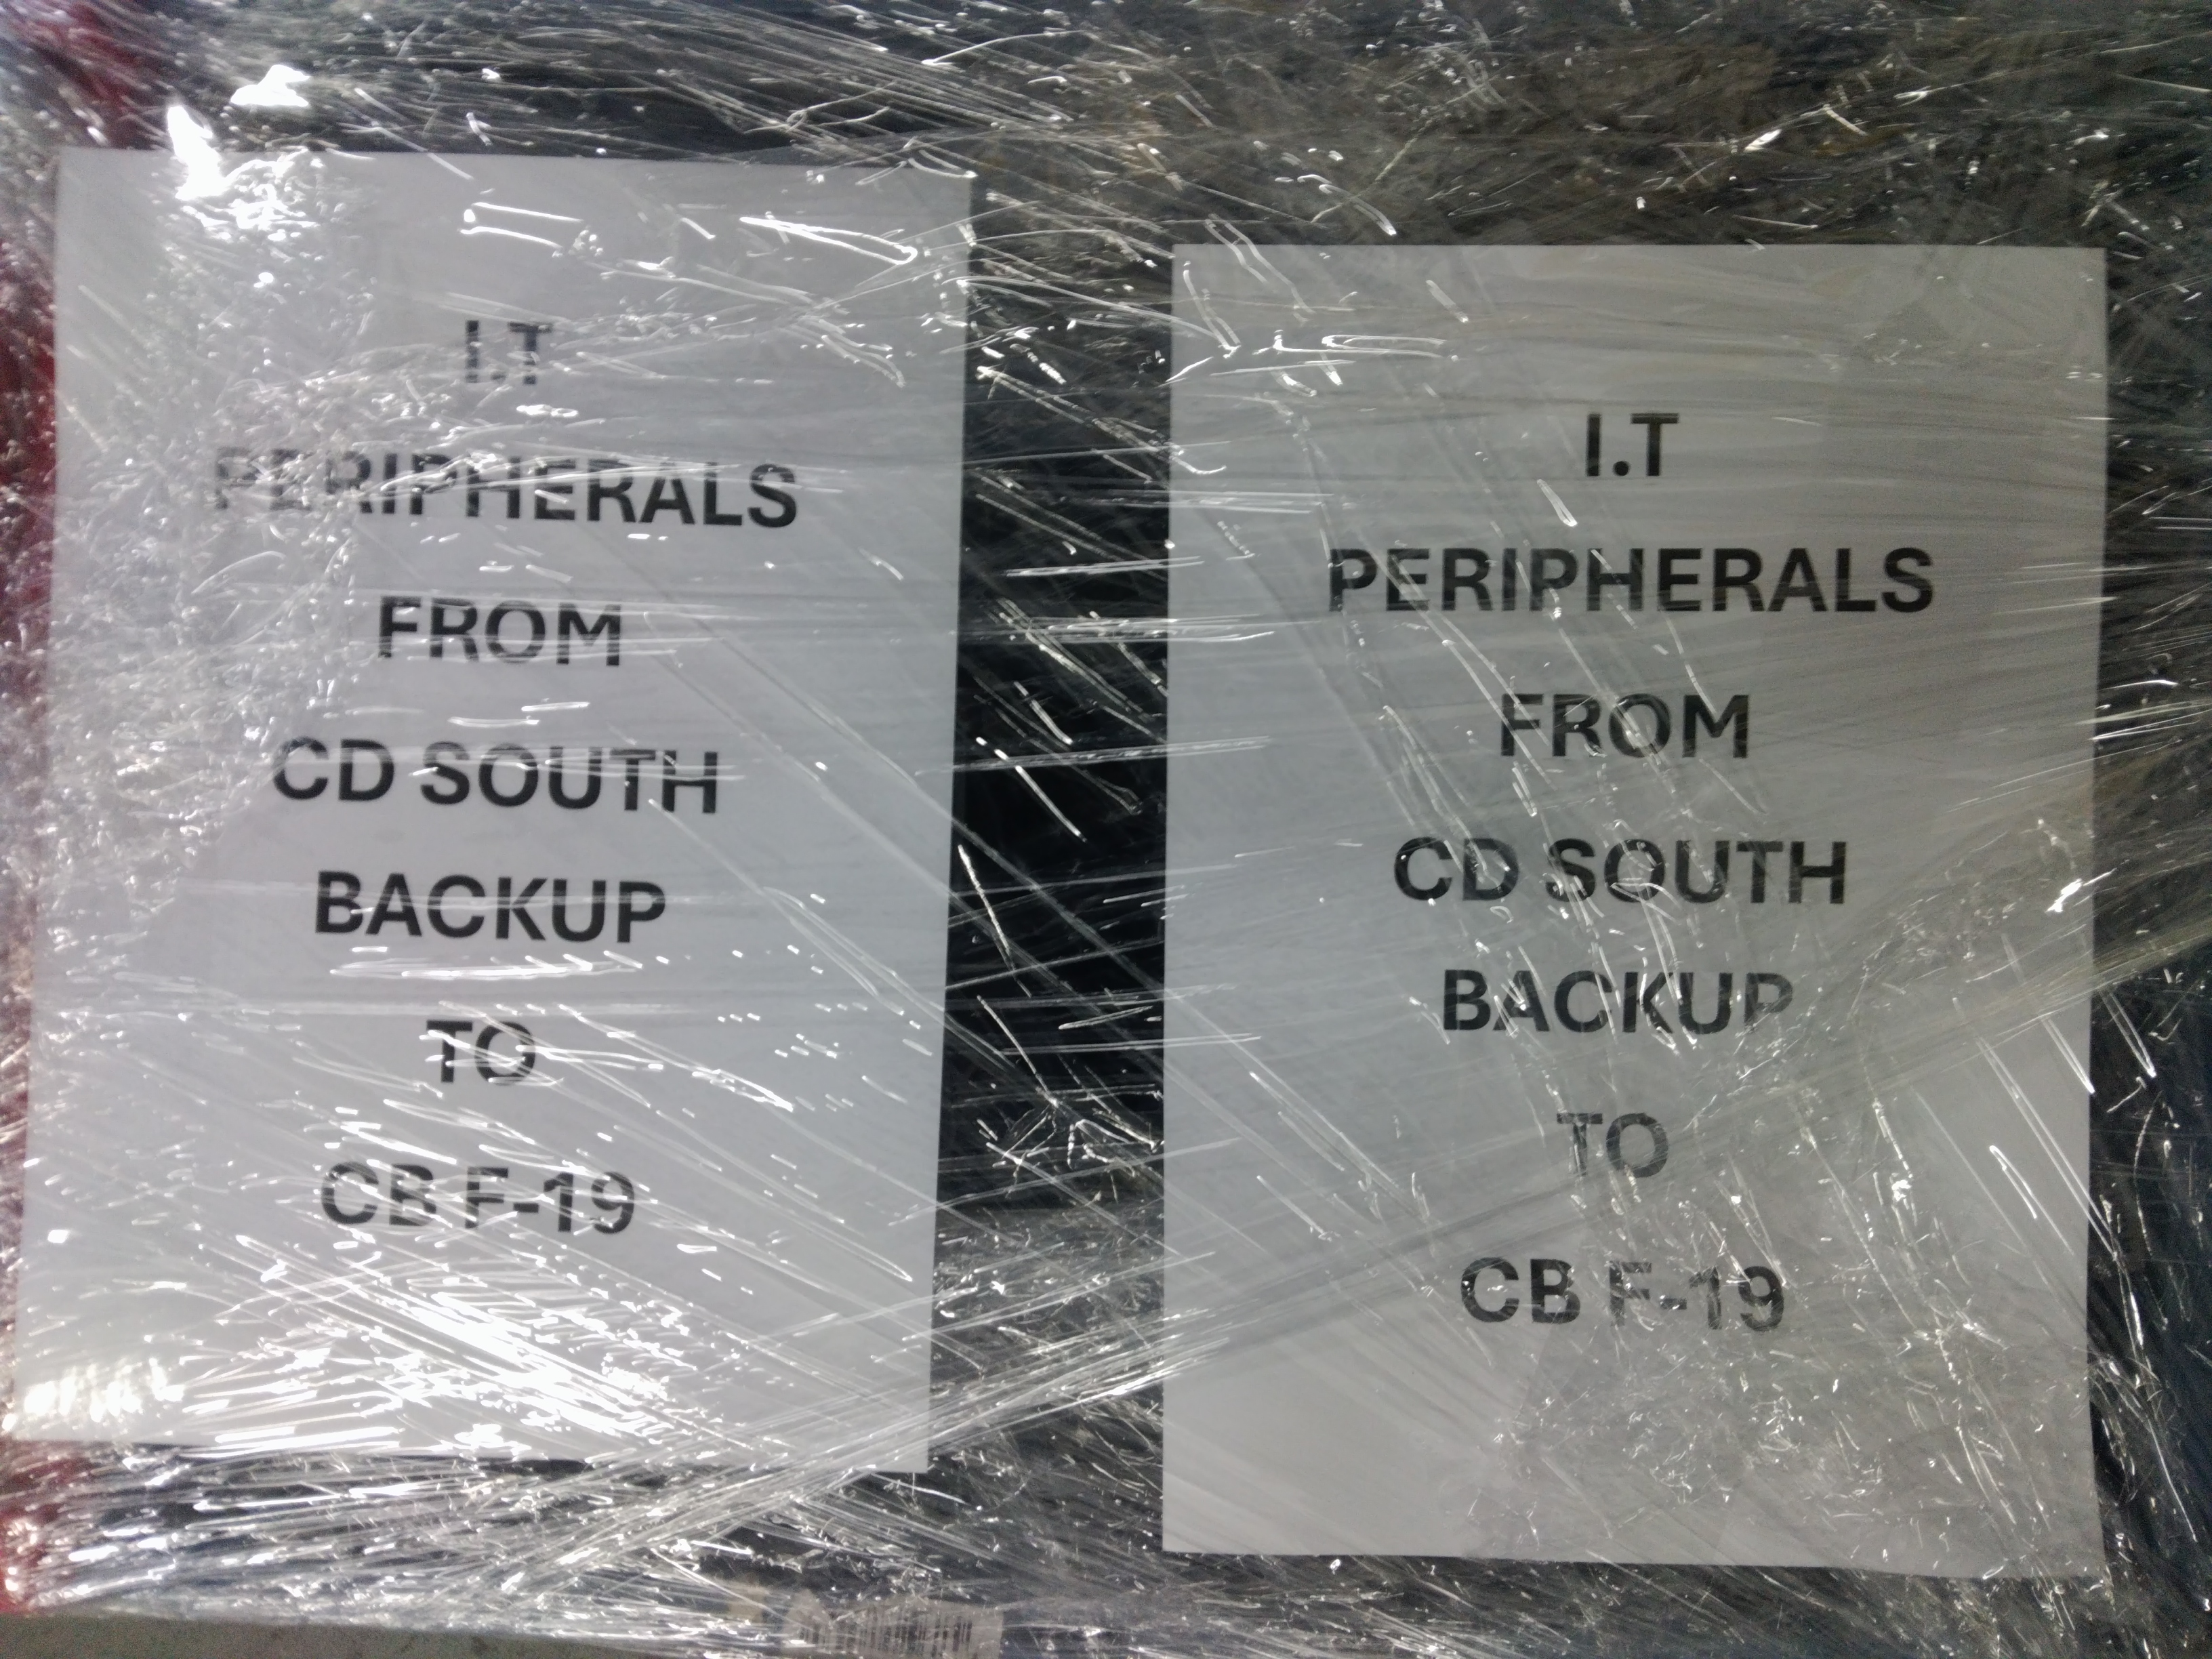 I.T
PERIPHERALS
FROM
CD SOUTH
BACKUP
TO
CB F-19
I.T
PERIPHERALS
FROM
CD SOUTH
BACKUP
TO
CB F-19